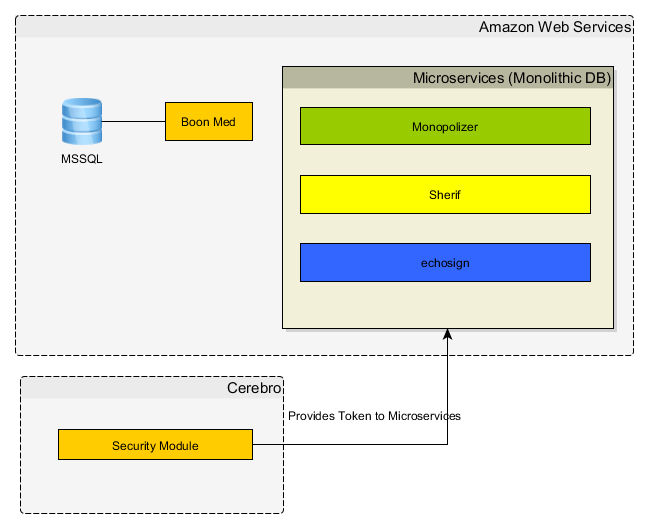 Amazon Web Services
Microservices (Monolithic DB)
Monopolizer
Boon Med
MSSQL
Sherif
echosign
Cerebro
Provides Token to Microservices
Security Module